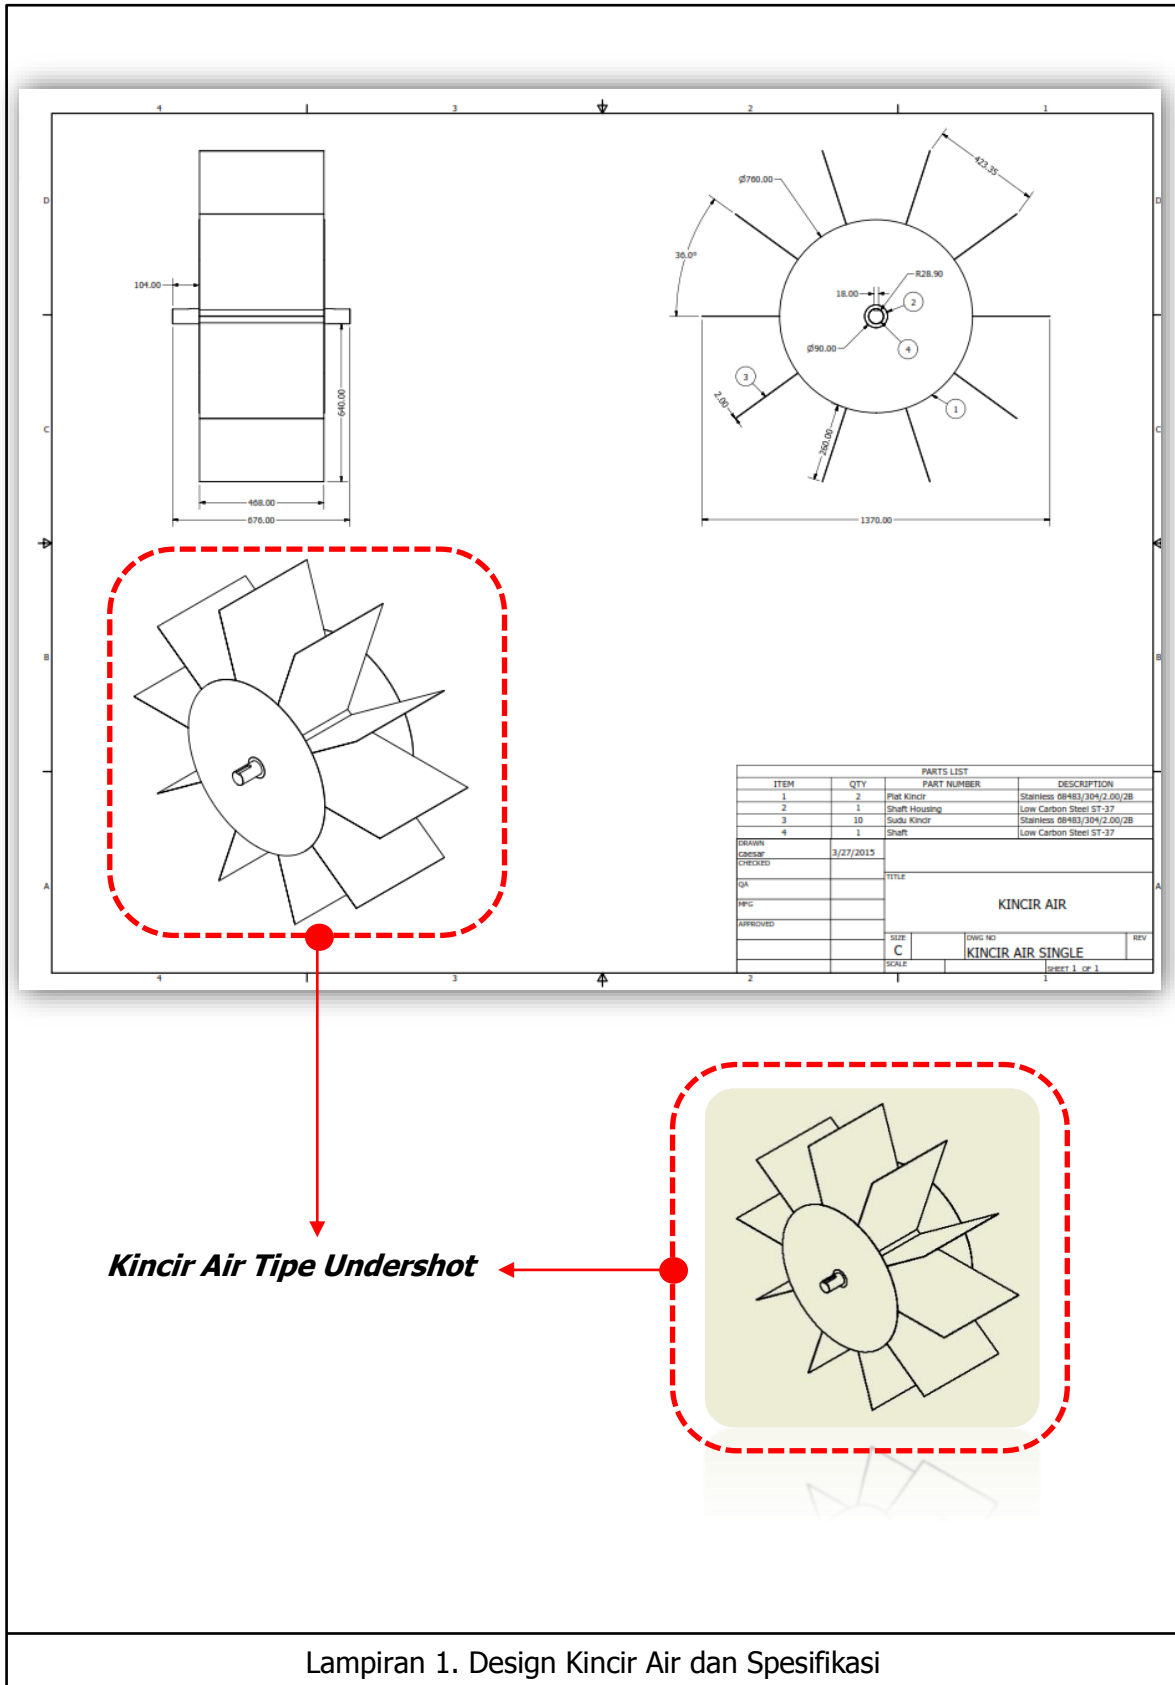 4 3 2 1
D
D
C
C
B
B
A
A
104.00
640.00
468.00
676.00
Ø760.00
423.35
36.0°
R28.90
18.00
2
Ø90.00
4
3
2.00
1
260.00
1370.00
PARTS LIST
ITEM QTY PART NUMBER DESCRIPTION
1 2 Plat Kincir Stainless 68483/304/2.00/2B
2 1 Shaft Housing Low Carbon Steel ST-37
3 10 Sudu Kincir Stainless 68483/304/2.00/2B
4 1 Shaft Low Carbon Steel ST-37
DRAWN
caesar 3/27/2015
CHECKED
QA
MFG
APPROVED
TITLE
KINCIR AIR
SIZE
C
DWG NO
KINCIR AIR SINGLE
REV
SCALE
SHEET 1 OF 1
4 3 2 1
Kincir Air Tipe Undershot
Lampiran 1. Design Kincir Air dan Spesifikasi